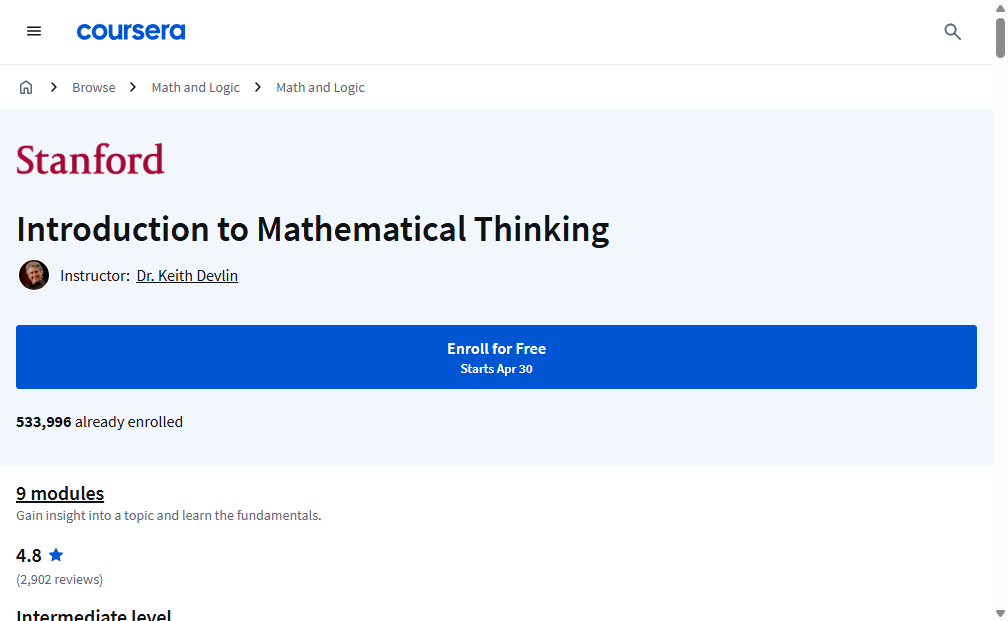 coursera
Browse
Math and Logic
Math and Logic
Stanford
Introduction to Mathematical Thinking
Instructor: Dr. Keith Devlin
Enroll for Free
Starts Apr 30
533,996 already enrolled
9 modules
Gain insight into a topic and learn the fundamentals.
4.8
(2,902 reviews)
Intermediate level